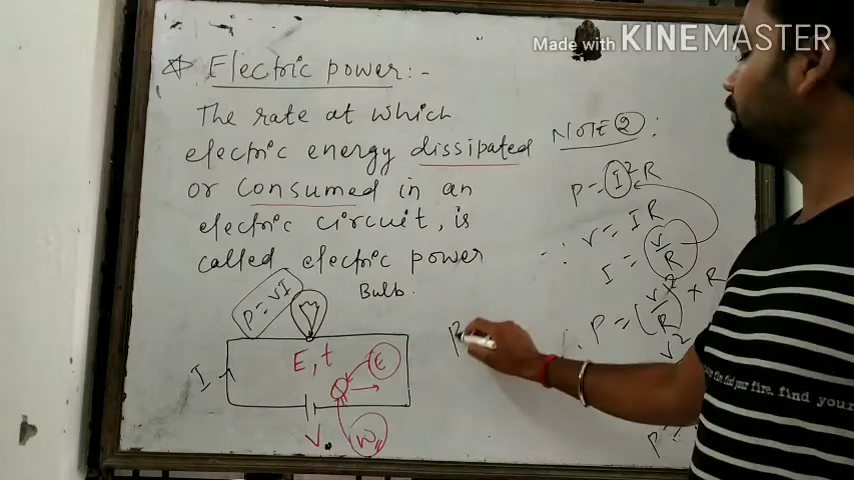 Made with KINEMASTER
☆ Electric power:-
The rate at which
electric energy dissipated
or consumed in an
electric circuit, is
called electric power
P=VI
Bulb.
I
E, t
E
V
W
NOTE ② :
P = I²R
∴ V = IR
I = V/R
∴ P = (V/R)² × R
V²
P